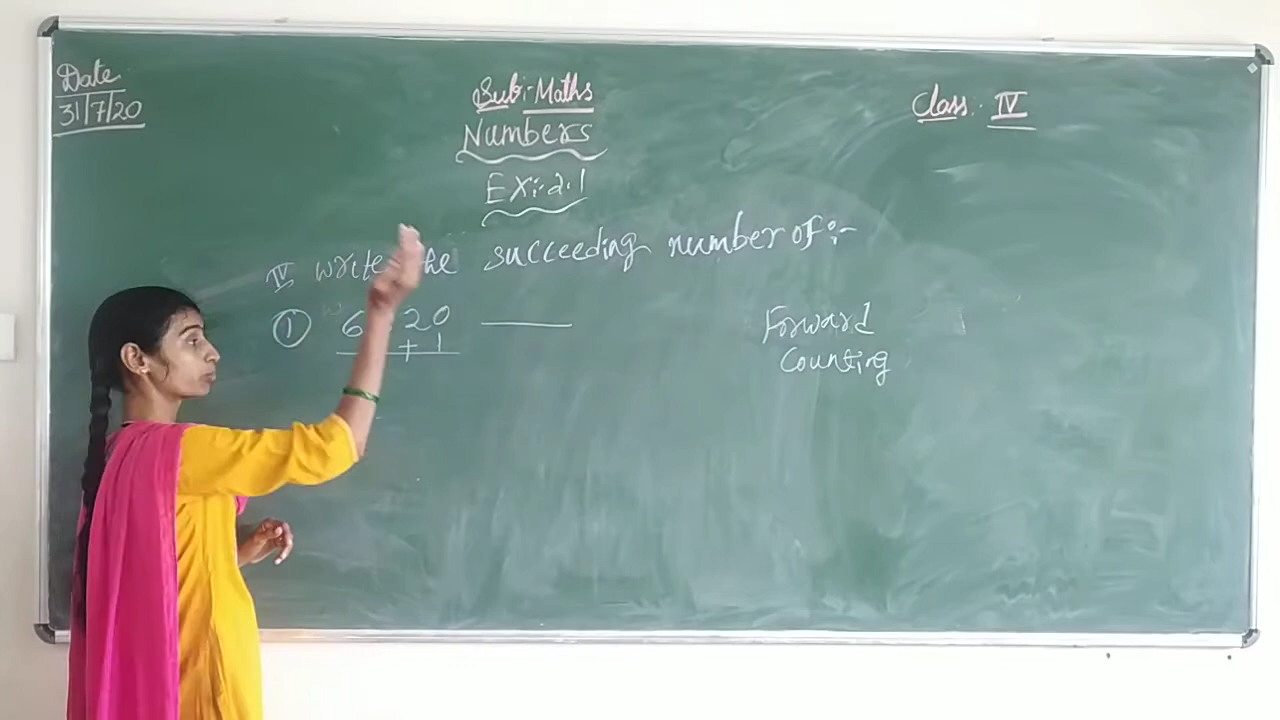 Date
31/7/20
Sub:- Maths
Class. IV
Numbers
Ex:-2.1
IV write the succeeding number of:-
① 6 20 ______
+ 1
Forward
Counting